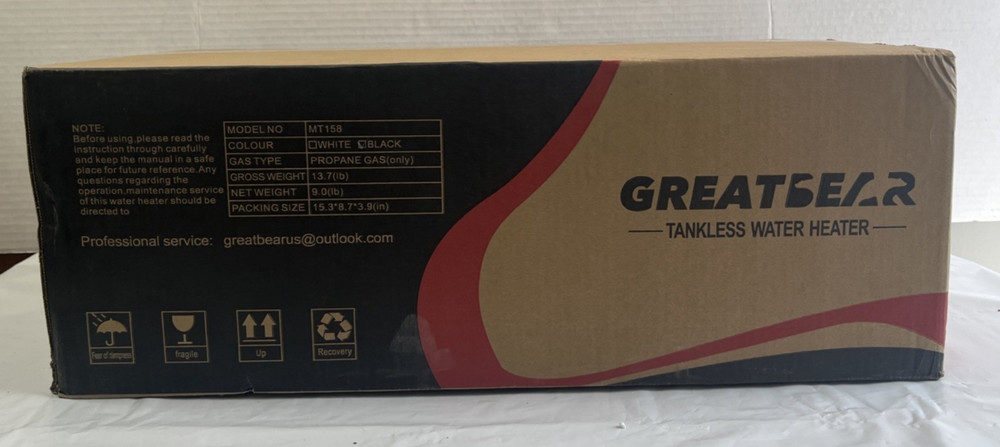 NOTE:
Before using,please read the
instruction through carefully
and keep the manual in a safe
place for future reference.Any
questions regarding the
operation,maintenance service
of this water heater should be
directed to
MODEL NO MT158
COLOUR ☐WHITE ☑BLACK
GAS TYPE PROPANE GAS(only)
GROSS WEIGHT 13.7(lb)
NET WEIGHT 9.0(lb)
PACKING SIZE 15.3*8.7*3.9(in)
Professional service: greatbearus@outlook.com
Fear of dampness
fragile
Up
Recovery
GREATBEAR
TANKLESS WATER HEATER